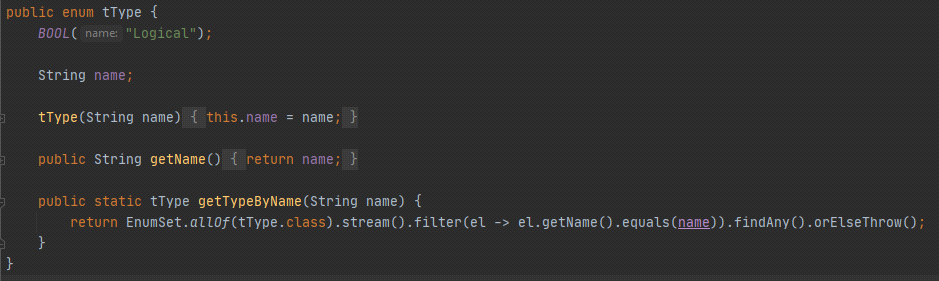 public enum tType {
    BOOL( name: "Logical");
    String name;
    tType(String name) { this.name = name; }
    public String getName() { return name; }
    public static tType getTypeByName(String name) {
        return EnumSet.allOf(tType.class).stream().filter(el -> el.getName().equals(name)).findAny().orElseThrow();
    }
}